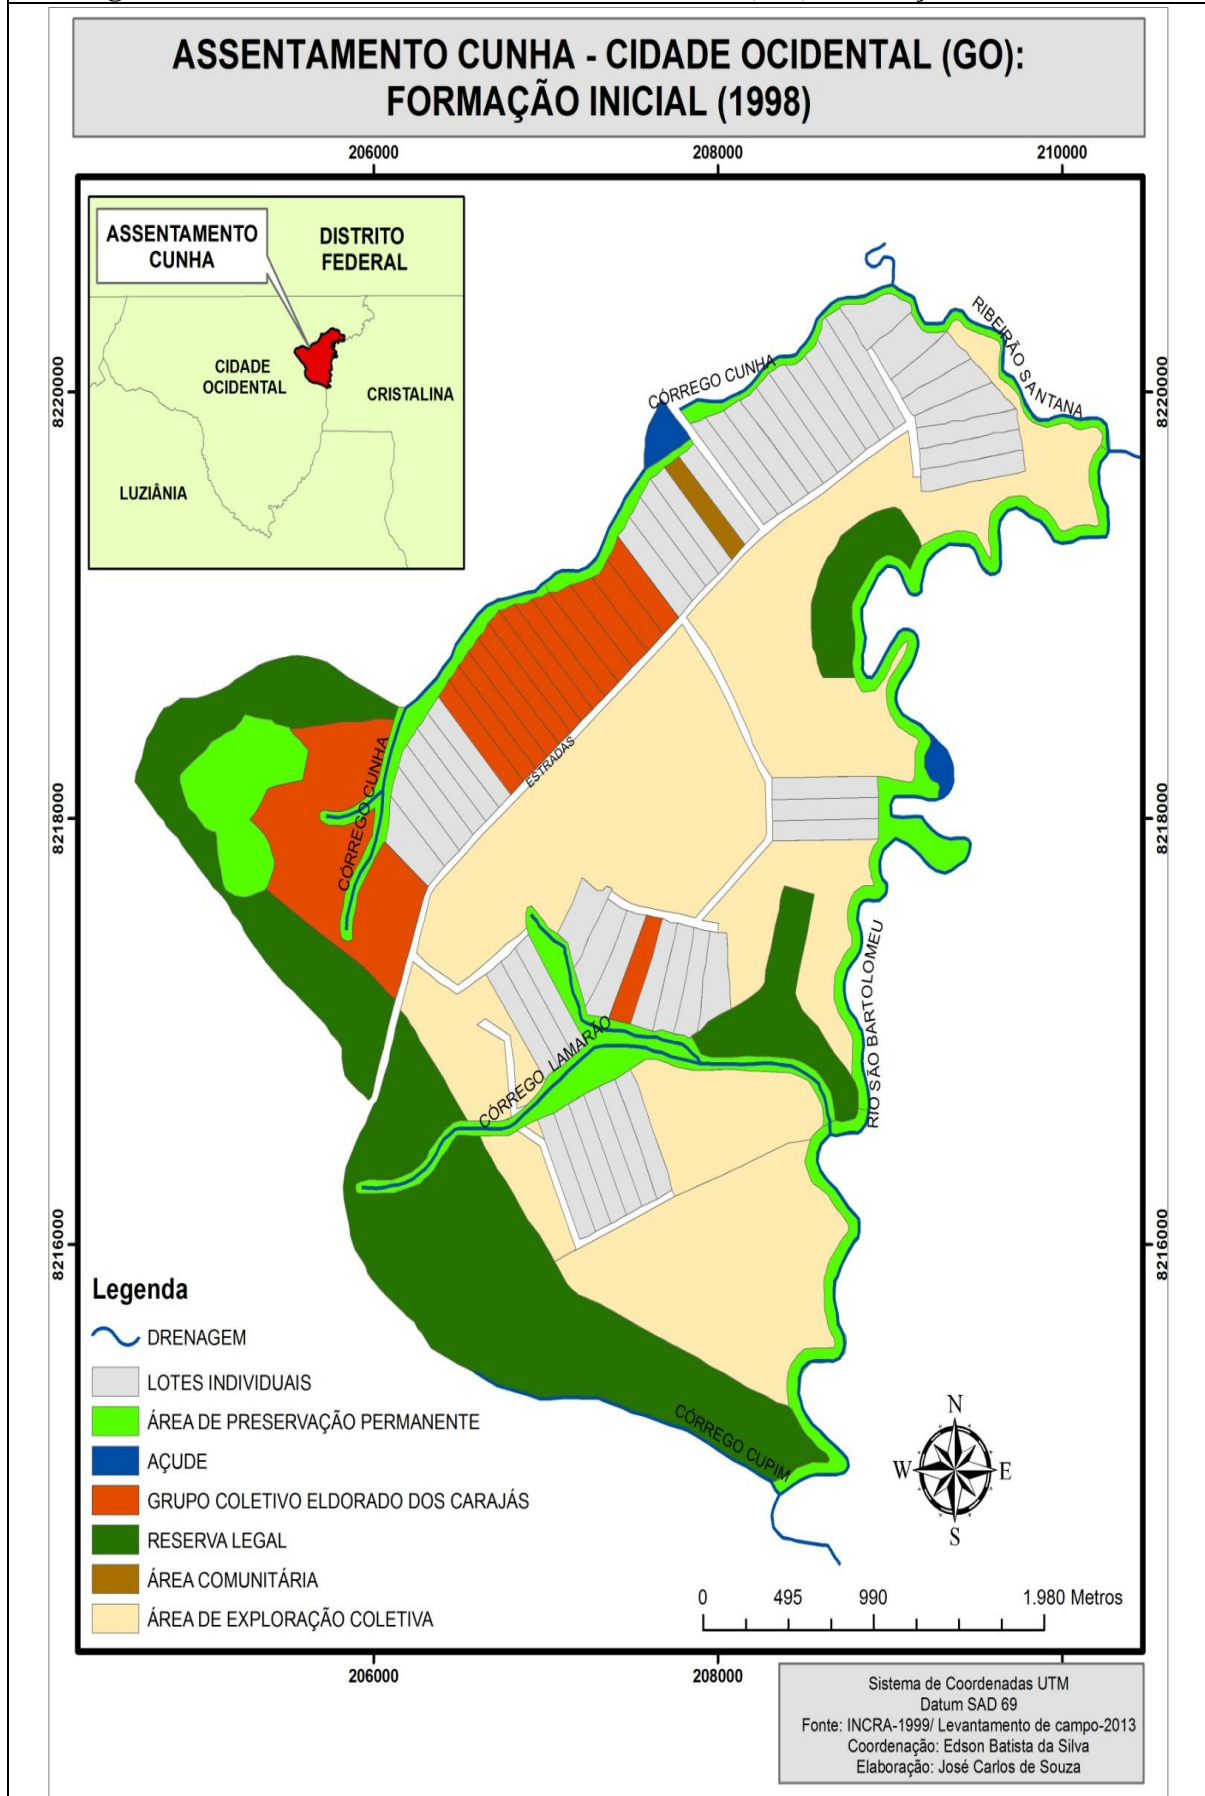 ASSENTAMENTO CUNHA - CIDADE OCIDENTAL (GO):
FORMAÇÃO INICIAL (1998)
206000
208000
210000
ASSENTAMENTO
CUNHA
DISTRITO
FEDERAL
CIDADE
OCIDENTAL
CRISTALINA
LUZIÂNIA
8220000
8220000
RIBEIRÃO SANTANA
CÓRREGO CUNHA
ESTRADAS
CÓRREGO CUNHA
8218000
8218000
RIO SÃO BARTOLOMEU
CÓRREGO LAMARÃO
8216000
8216000
CÓRREGO CUPIM
Legenda
DRENAGEM
LOTES INDIVIDUAIS
ÁREA DE PRESERVAÇÃO PERMANENTE
AÇUDE
GRUPO COLETIVO ELDORADO DOS CARAJÁS
RESERVA LEGAL
ÁREA COMUNITÁRIA
ÁREA DE EXPLORAÇÃO COLETIVA
N
W
E
S
0 495 990 1.980 Metros
206000
208000
Sistema de Coordenadas UTM
Datum SAD 69
Fonte: INCRA-1999/ Levantamento de campo-2013
Coordenação: Edson Batista da Silva
Elaboração: José Carlos de Souza